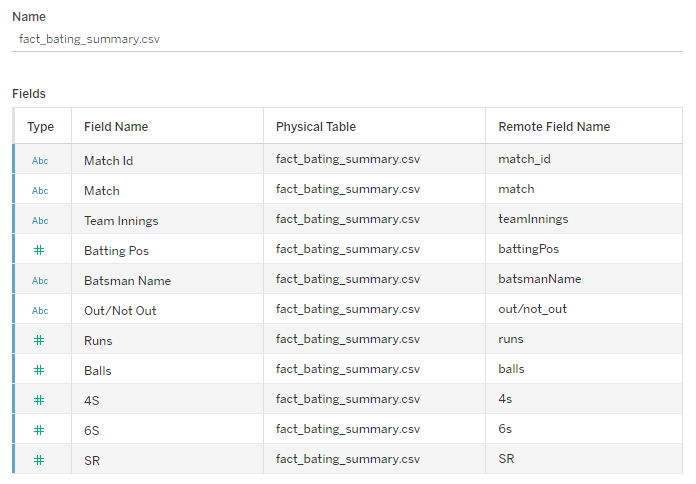 Name
fact_bating_summary.csv
Fields
Type Field Name Physical Table Remote Field Name
Abc Match Id fact_bating_summary.csv match_id
Abc Match fact_bating_summary.csv match
Abc Team Innings fact_bating_summary.csv teamInnings
# Batting Pos fact_bating_summary.csv battingPos
Abc Batsman Name fact_bating_summary.csv batsmanName
Abc Out/Not Out fact_bating_summary.csv out/not_out
# Runs fact_bating_summary.csv runs
# Balls fact_bating_summary.csv balls
# 4S fact_bating_summary.csv 4s
# 6S fact_bating_summary.csv 6s
# SR fact_bating_summary.csv SR